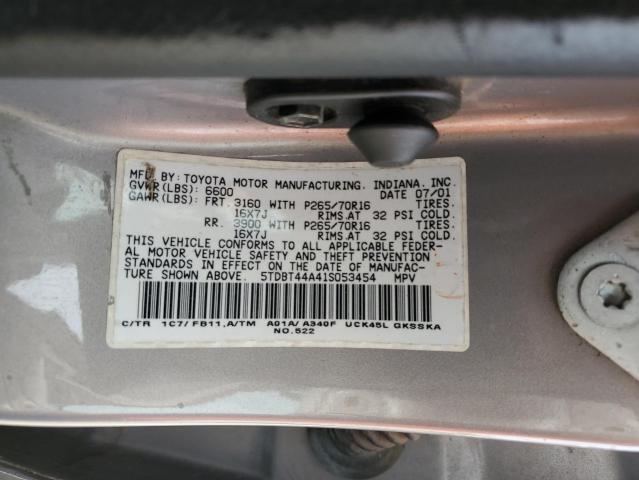 MFD.BY: TOYOTA MOTOR MANUFACTURING. INDIANA. INC.
GVWR(LBS): 6600 DATE 07/01
GAWR(LBS): FRT. 3160 WITH P265/70R16 TIRES.
16X7J RIMS.AT 32 PSI COLD.
RR. 3900 WITH P265/70R16 TIRES.
16X7J RIMS.AT 32 PSI COLD.
THIS VEHICLE CONFORMS TO ALL APPLICABLE FEDER-
AL MOTOR VEHICLE SAFETY AND THEFT PREVENTION
STANDARDS IN EFFECT ON THE DATE OF MANUFAC-
TURE SHOWN ABOVE. 5TDBT44A41S053454 MPV
C/TR 1C7/FB11,A/TM A01A/A340F UCK45L GKSSKA
NO.522